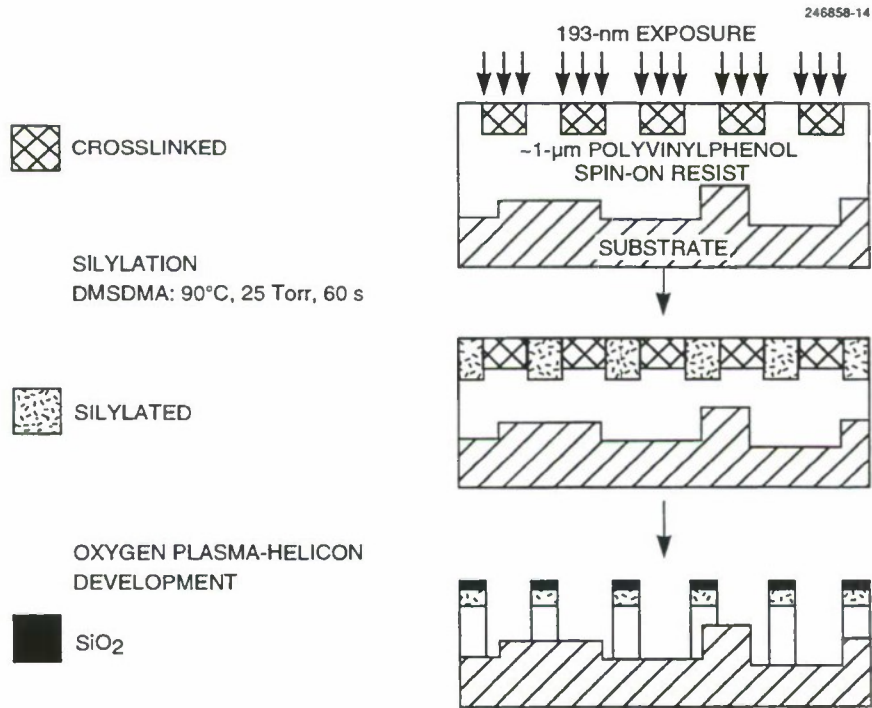 246858-14
193-nm EXPOSURE
CROSSLINKED
~1-µm POLYVINYLPHENOL
SPIN-ON RESIST
SUBSTRATE
SILYLATION
DMSDMA: 90°C, 25 Torr, 60 s
SILYLATED
OXYGEN PLASMA-HELICON
DEVELOPMENT
SiO2